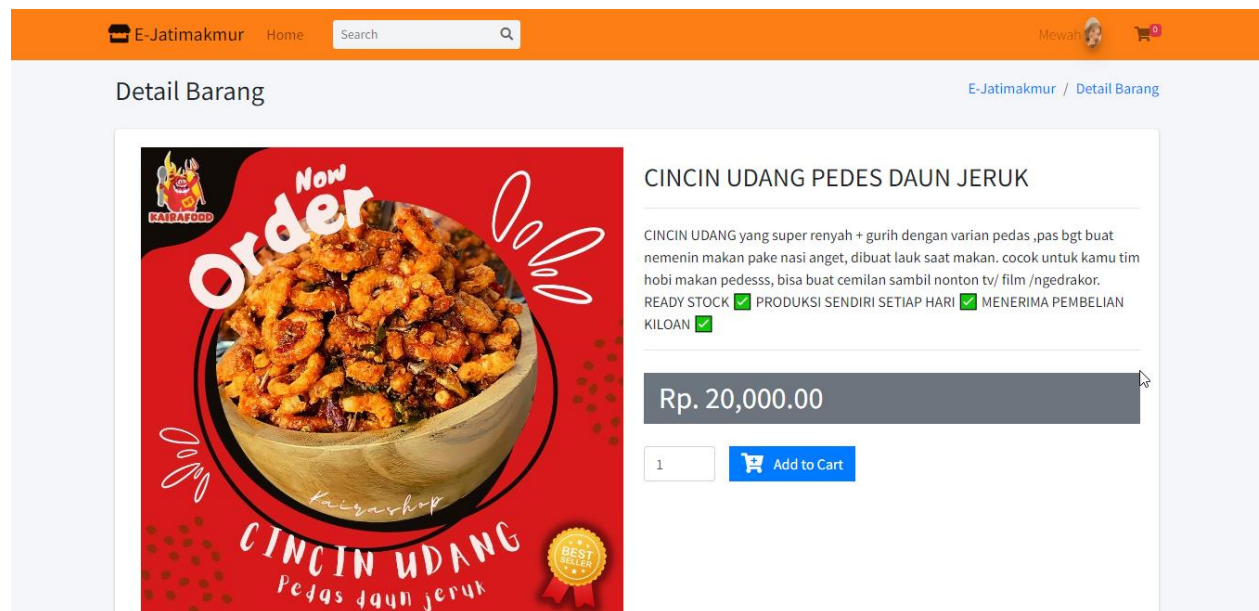 E-Jatimakmur Home Search Mewah 0
Detail Barang
E-Jatimakmur / Detail Barang
KAIRAFOOD
Now
Order
Kairashop
CINCIN UDANG
Pedas daun jeruk
BEST
SELLER
CINCIN UDANG PEDES DAUN JERUK
CINCIN UDANG yang super renyah + gurih dengan varian pedas ,pas bgt buat
nemenin makan pake nasi anget, dibuat lauk saat makan. cocok untuk kamu tim
hobi makan pedesss, bisa buat cemilan sambil nonton tv/ film /ngedrakor.
READY STOCK ✅ PRODUKSI SENDIRI SETIAP HARI ✅ MENERIMA PEMBELIAN
KILOAN ✅
Rp. 20,000.00
1
Add to Cart